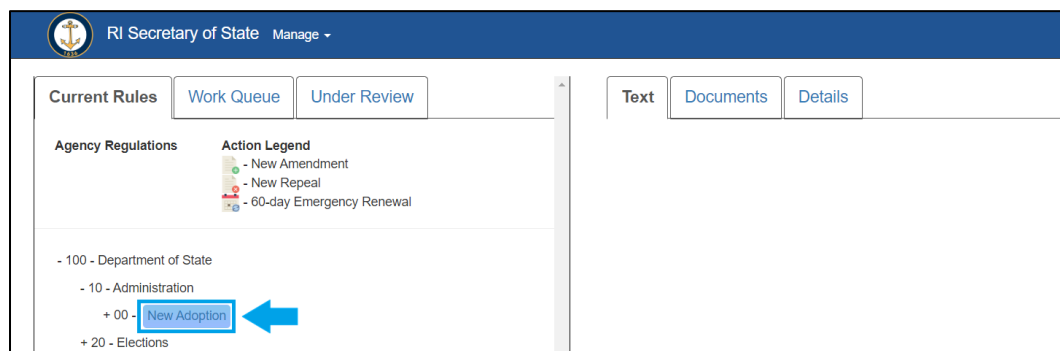 RI Secretary of State Manage
Current Rules Work Queue Under Review
Text Documents Details
Agency Regulations Action Legend
- New Amendment
- New Repeal
- 60-day Emergency Renewal
- 100 - Department of State
- 10 - Administration
+ 00 - New Adoption
+ 20 - Elections